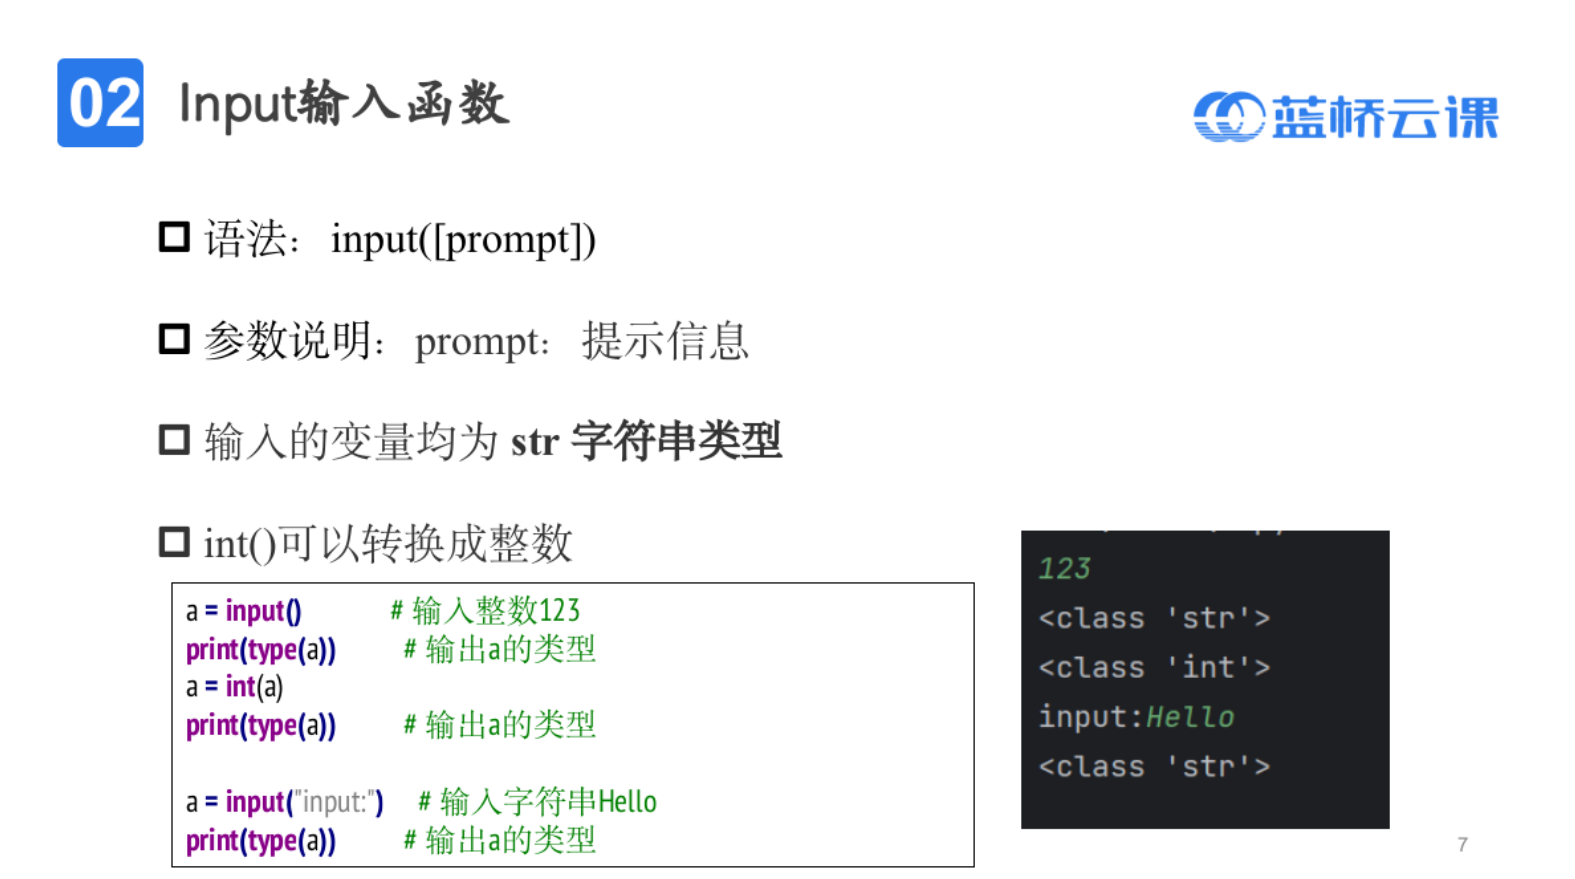 02 Input输入函数
蓝桥云课
语法： input([prompt])
参数说明： prompt： 提示信息
输入的变量均为 str 字符串类型
int()可以转换成整数
a = input() # 输入整数123
print(type(a)) # 输出a的类型
a = int(a)
print(type(a)) # 输出a的类型
a = input("input:") # 输入字符串Hello
print(type(a)) # 输出a的类型
123
<class 'str'>
<class 'int'>
input:Hello
<class 'str'>
7